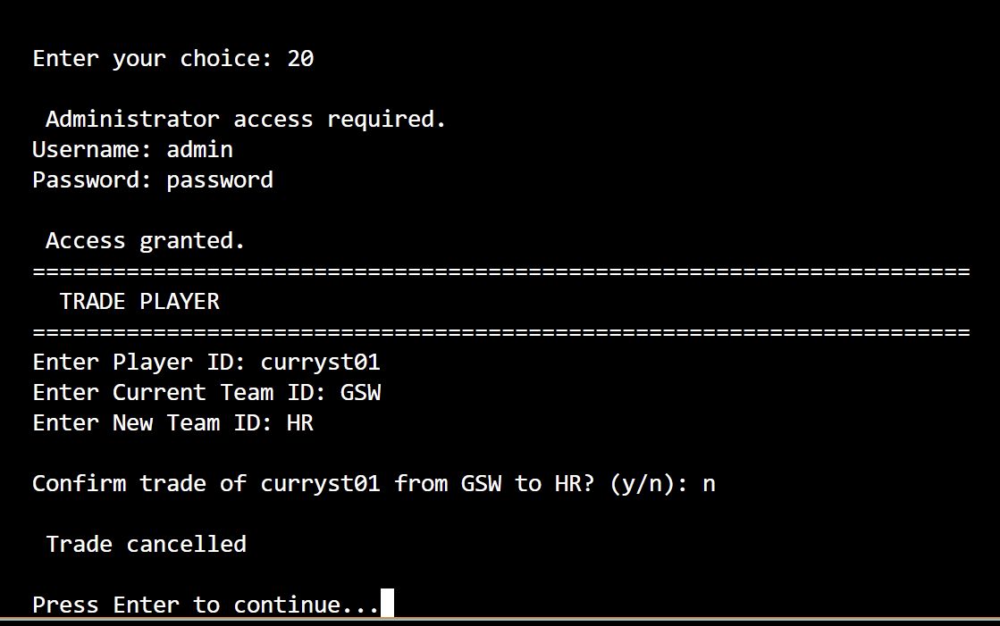 Enter your choice: 20
Administrator access required.
Username: admin
Password: password
Access granted.
======================================================================
TRADE PLAYER
======================================================================
Enter Player ID: curryst01
Enter Current Team ID: GSW
Enter New Team ID: HR
Confirm trade of curryst01 from GSW to HR? (y/n): n
Trade cancelled
Press Enter to continue...